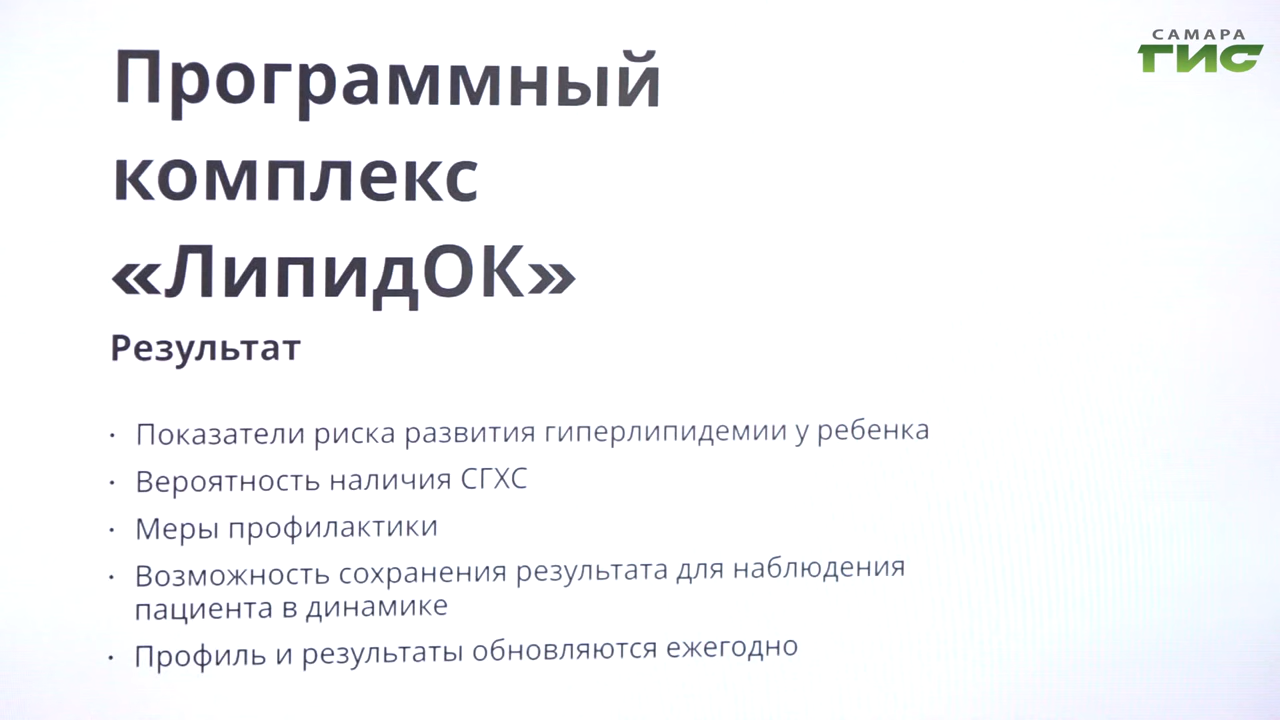 САМАРА
ГИС
Программный
комплекс
«ЛипидОК»
Результат
· Показатели риска развития гиперлипидемии у ребенка
· Вероятность наличия СГХС
· Меры профилактики
· Возможность сохранения результата для наблюдения
пациента в динамике
· Профиль и результаты обновляются ежегодно